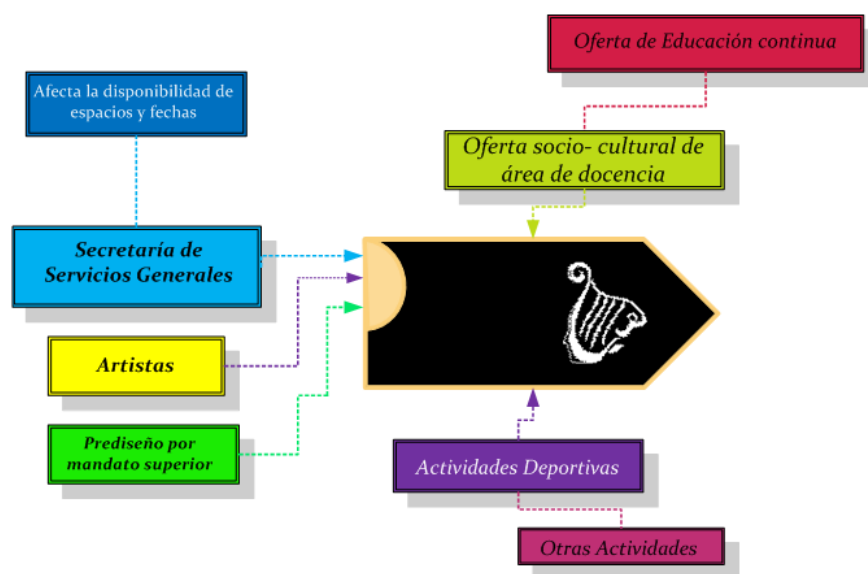 Oferta de Educación continua
Afecta la disponibilidad de
espacios y fechas
Oferta socio- cultural de
área de docencia
Secretaría de
Servicios Generales
Artistas
Prediseño por
mandato superior
Actividades Deportivas
Otras Actividades